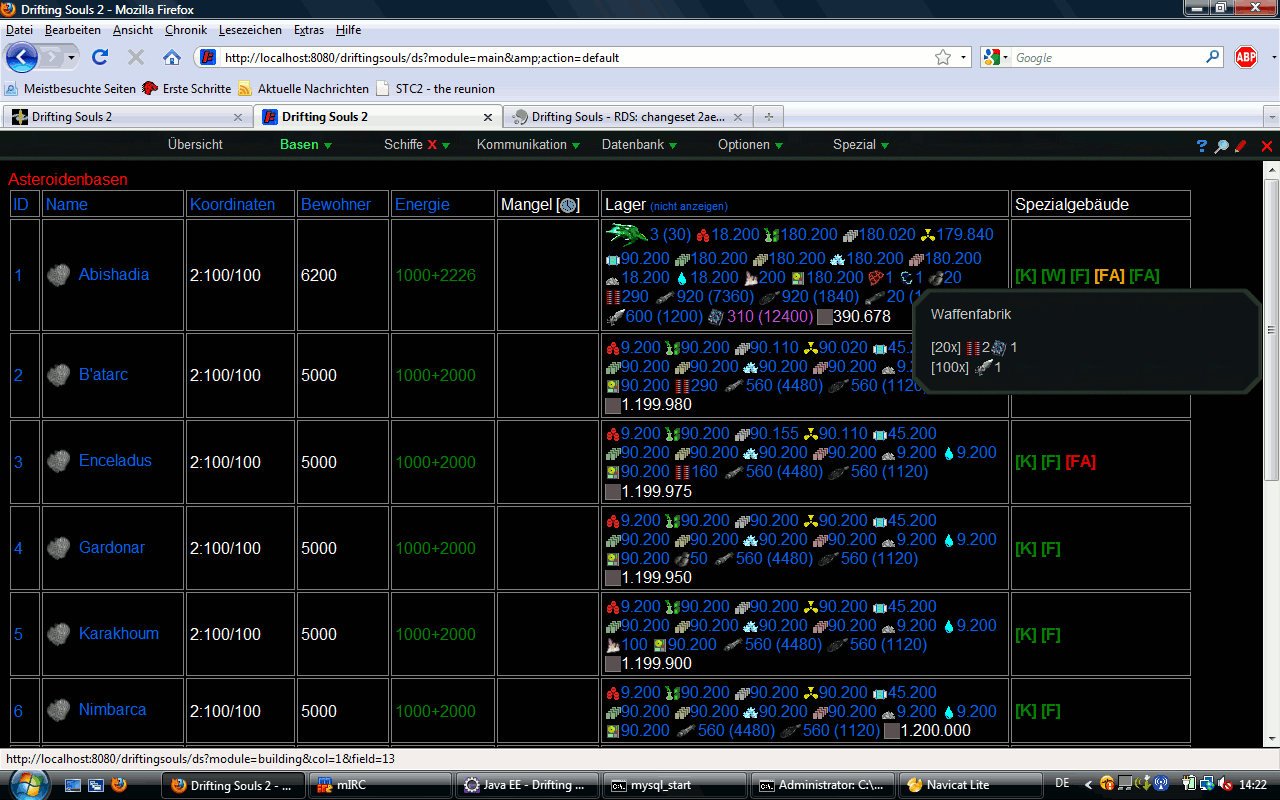 Drifting Souls 2 - Mozilla Firefox
Datei Bearbeiten Ansicht Chronik Lesezeichen Extras Hilfe
http://localhost:8080/driftingsouls/ds?module=main&amp;action=default
Google
ABP
Meistbesuchte Seiten Erste Schritte Aktuelle Nachrichten STC2 - the reunion
Drifting Souls 2 Drifting Souls 2 Drifting Souls - RDS: changeset 2ae...
Übersicht Basen Schiffe X Kommunikation Datenbank Optionen Spezial
Asteroidenbasen
ID Name Koordinaten Bewohner Energie Mangel [ ] Lager (nicht anzeigen) Spezialgebäude
3 (30) 18.200 180.200 180.020 179.840
90.200 180.200 180.200 180.200 180.200
1 Abishadia 2:100/100 6200 1000+2226 18.200 18.200 200 180.200 1 1 20 [K] [W] [F] [FA] [FA]
290 920 (7360) 920 (1840) 20 (1
600 (1200) 310 (12400) 390.678
Waffenfabrik
[20x] 2 1
[100x] 1
9.200 90.200 90.110 90.020 45.2
2 B'atarc 2:100/100 5000 1000+2000 90.200 90.200 90.200 90.200 9.
90.200 290 560 (4480) 560 (1120
1.199.980
9.200 90.200 90.155 90.110 45.200
3 Enceladus 2:100/100 5000 1000+2000 90.200 90.200 90.200 90.200 9.200 9.200 [K] [F] [FA]
90.200 160 560 (4480) 560 (1120)
1.199.975
9.200 90.200 90.200 90.200 45.200
4 Gardonar 2:100/100 5000 1000+2000 90.200 90.200 90.200 90.200 9.200 9.200 [K] [F]
90.200 50 560 (4480) 560 (1120)
1.199.950
9.200 90.200 90.200 90.200 45.200
5 Karakhoum 2:100/100 5000 1000+2000 90.200 90.200 90.200 90.200 9.200 9.200 [K] [F]
100 90.200 560 (4480) 560 (1120)
1.199.900
9.200 90.200 90.200 90.200 45.200
6 Nimbarca 2:100/100 5000 1000+2000 90.200 90.200 90.200 90.200 9.200 9.200 [K] [F]
90.200 560 (4480) 560 (1120) 1.200.000
http://localhost:8080/driftingsouls/ds?module=building&col=1&field=13
Drifting Souls 2 - ... mIRC Java EE - Drifting ... mysql_start Administrator: C:\... Navicat Lite DE 14:22